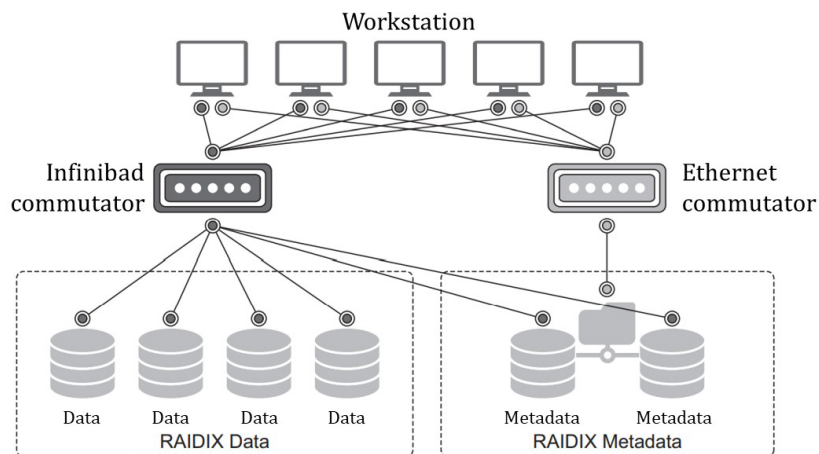 Workstation
Infinibad
commutator
Ethernet
commutator
Data
Data
Data
Data
Metadata
Metadata
RAIDIX Data
RAIDIX Metadata